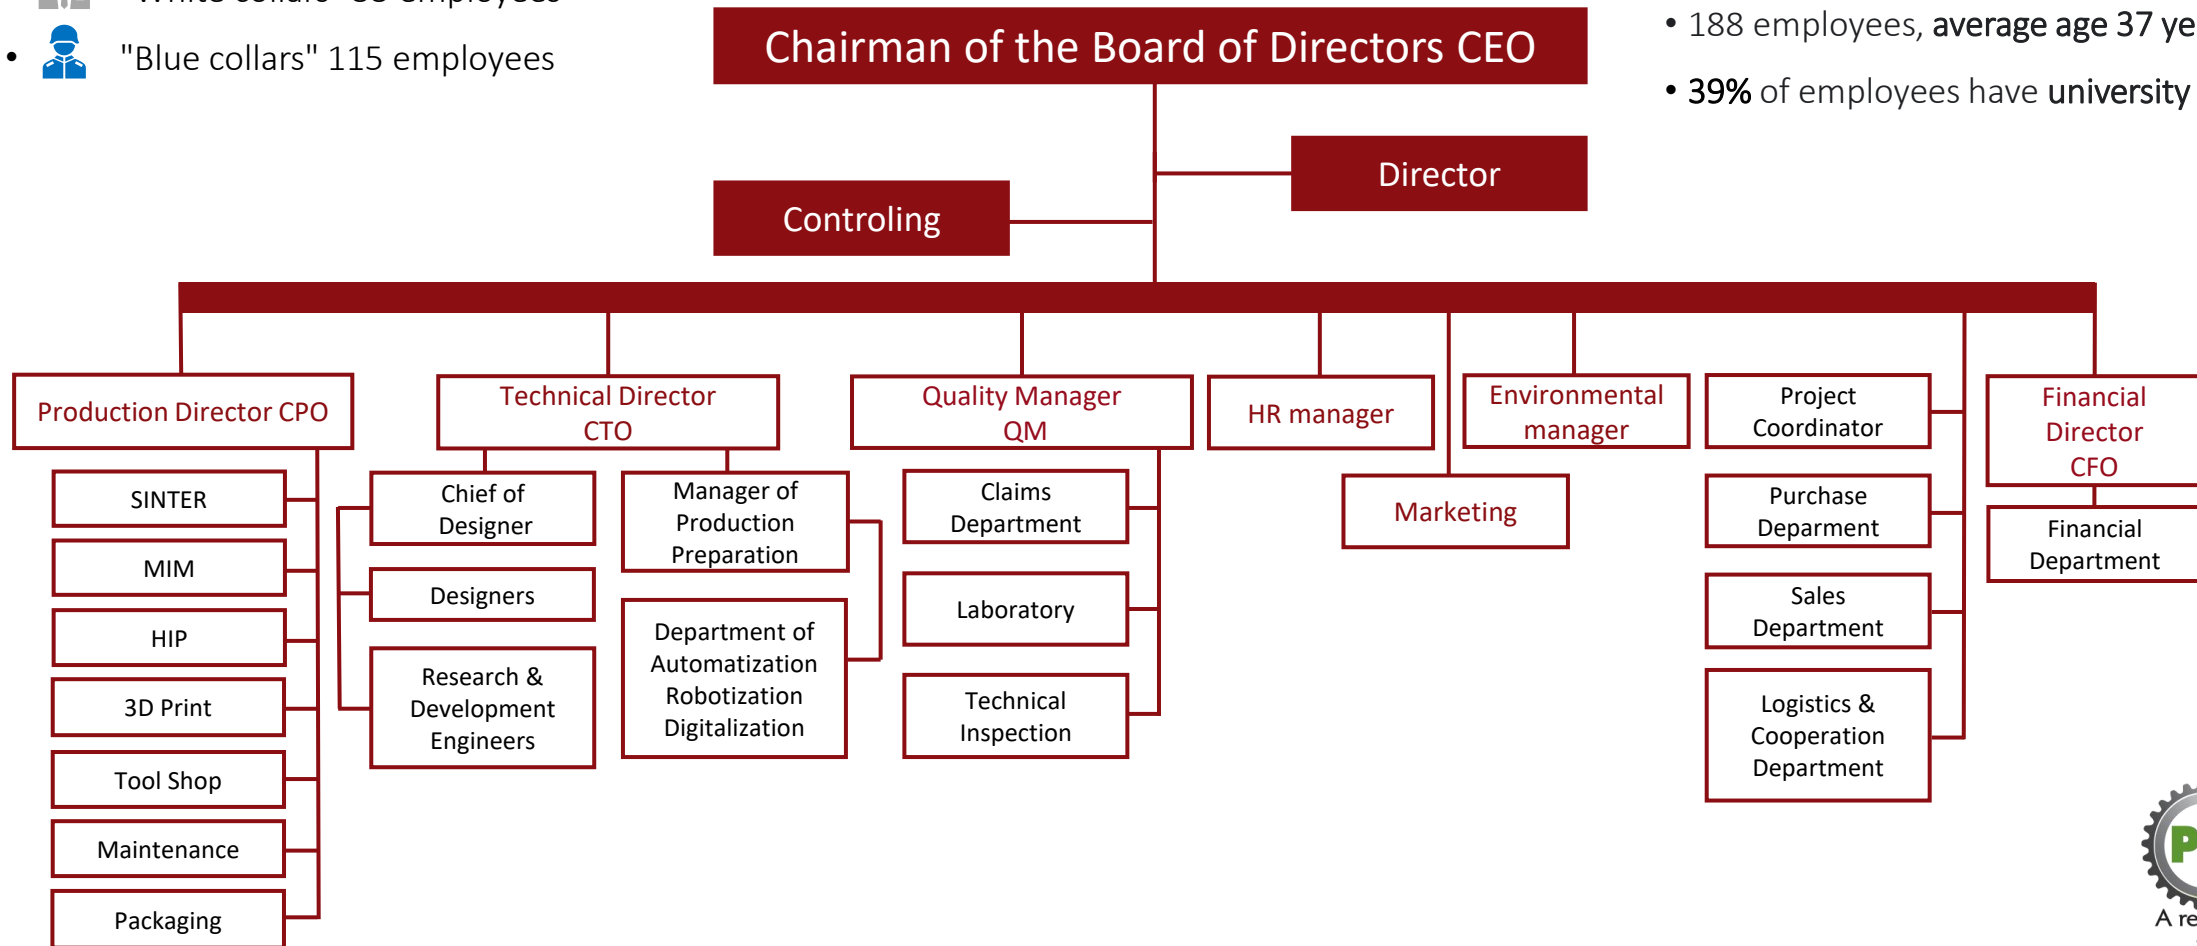 "Blue collars" 115 employees
Chairman of the Board of Directors CEO
• 188 employees, average age 37
• 39% of employees have university
Director
Controling
Production Director CPO
SINTER
MIM
HIP
3D Print
Tool Shop
Maintenance
Packaging
Technical Director
CTO
Chief of
Designer
Designers
Research &
Development
Engineers
Manager of
Production
Preparation
Department of
Automatization
Robotization
Digitalization
Quality Manager
QM
Claims
Department
Laboratory
Technical
Inspection
HR manager
Marketing
Environmental
manager
Project
Coordinator
Purchase
Deparment
Sales
Department
Logistics &
Cooperation
Department
Financial
Director
CFO
Financial
Department